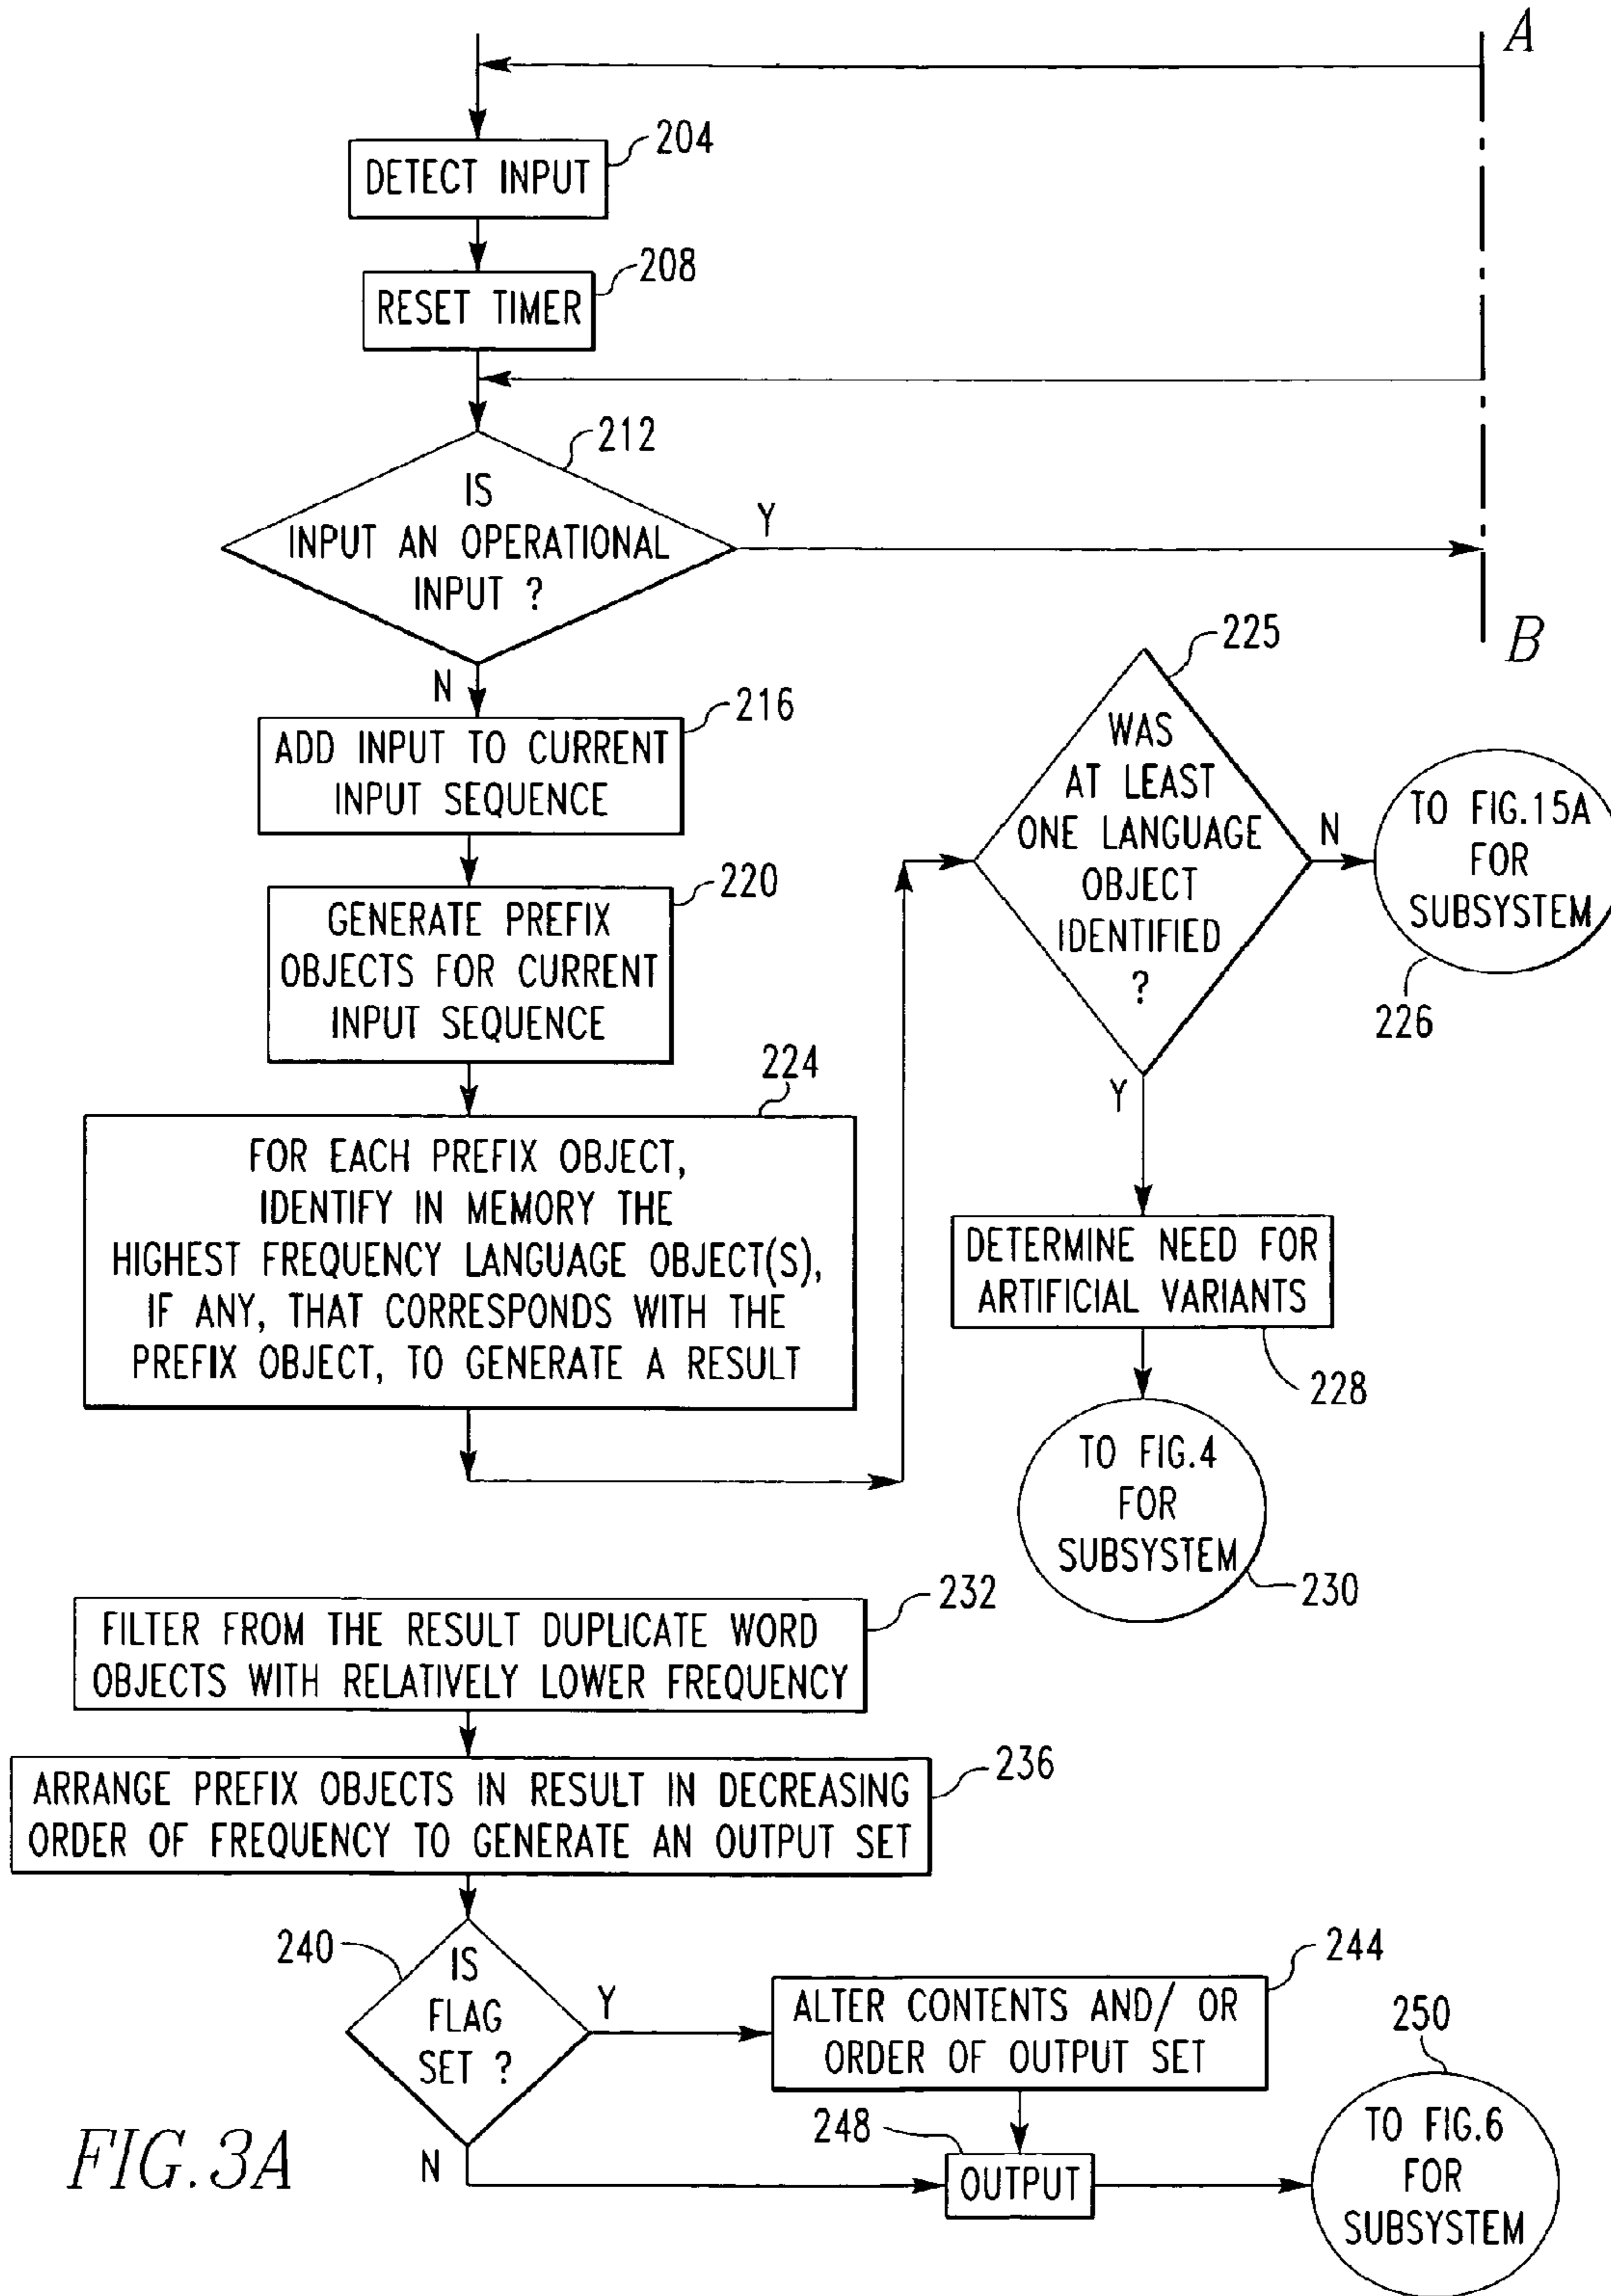 A
204
DETECT INPUT
208
RESET TIMER
212
IS
INPUT AN OPERATIONAL
INPUT ?
Y
B
N
216
ADD INPUT TO CURRENT
INPUT SEQUENCE
220
GENERATE PREFIX
OBJECTS FOR CURRENT
INPUT SEQUENCE
224
FOR EACH PREFIX OBJECT,
IDENTIFY IN MEMORY THE
HIGHEST FREQUENCY LANGUAGE OBJECT(S),
IF ANY, THAT CORRESPONDS WITH THE
PREFIX OBJECT, TO GENERATE A RESULT
225
WAS
AT LEAST
ONE LANGUAGE
OBJECT
IDENTIFIED
?
N
TO FIG.15A
FOR
SUBSYSTEM
226
Y
DETERMINE NEED FOR
ARTIFICIAL VARIANTS
228
TO FIG.4
FOR
SUBSYSTEM
230
232
FILTER FROM THE RESULT DUPLICATE WORD
OBJECTS WITH RELATIVELY LOWER FREQUENCY
236
ARRANGE PREFIX OBJECTS IN RESULT IN DECREASING
ORDER OF FREQUENCY TO GENERATE AN OUTPUT SET
240
IS
FLAG
SET ?
Y
244
ALTER CONTENTS AND/ OR
ORDER OF OUTPUT SET
N
248
OUTPUT
250
TO FIG.6
FOR
SUBSYSTEM
FIG.3A